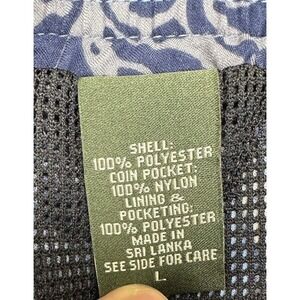 SHELL:
100% POLYESTER
COIN POCKET:
100% NYLON
LINING &
POCKETING:
100% POLYESTER
MADE IN
SRI LANKA
SEE SIDE FOR CARE
L